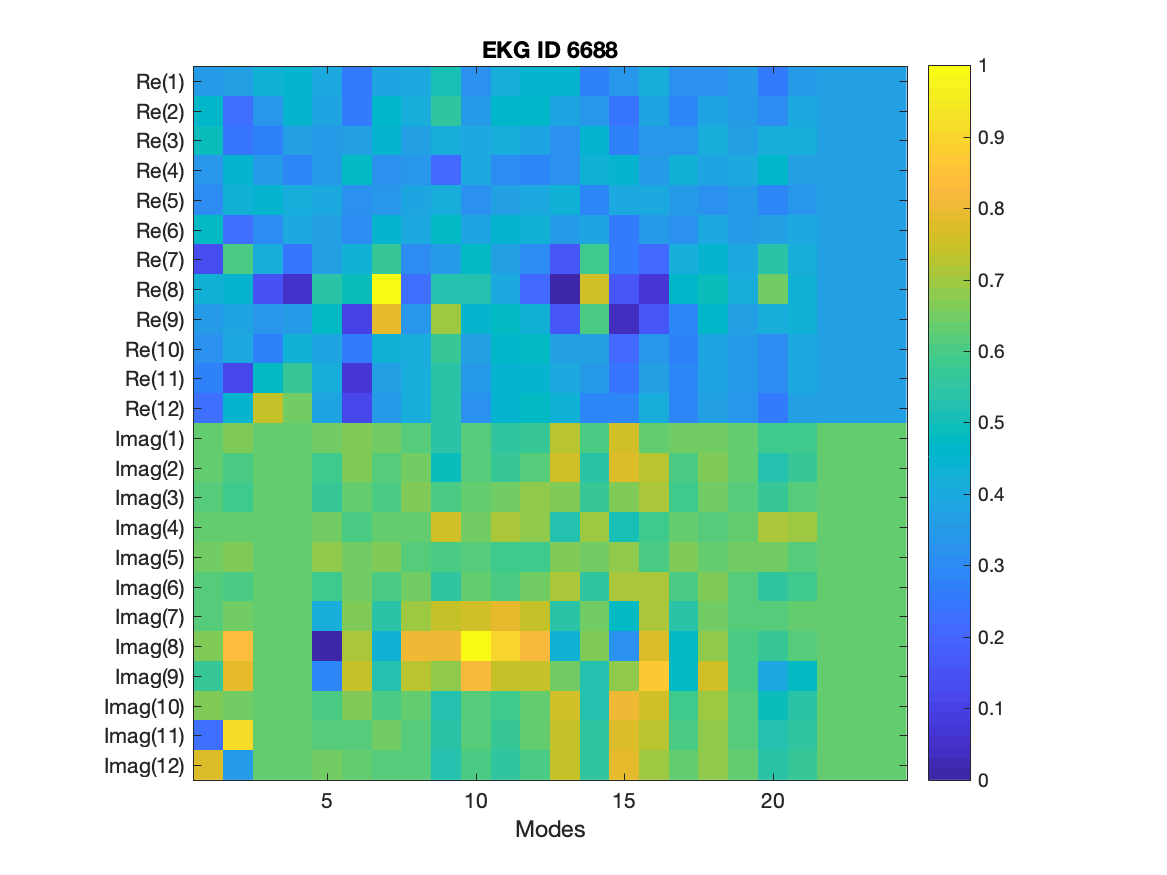 EKG ID 6688
Re(1)
Re(2)
Re(3)
Re(4)
Re(5)
Re(6)
Re(7)
Re(8)
Re(9)
Re(10)
Re(11)
Re(12)
Imag(1)
Imag(2)
Imag(3)
Imag(4)
Imag(5)
Imag(6)
Imag(7)
Imag(8)
Imag(9)
Imag(10)
Imag(11)
Imag(12)
5 10 15 20
Modes
1
0.9
0.8
0.7
0.6
0.5
0.4
0.3
0.2
0.1
0